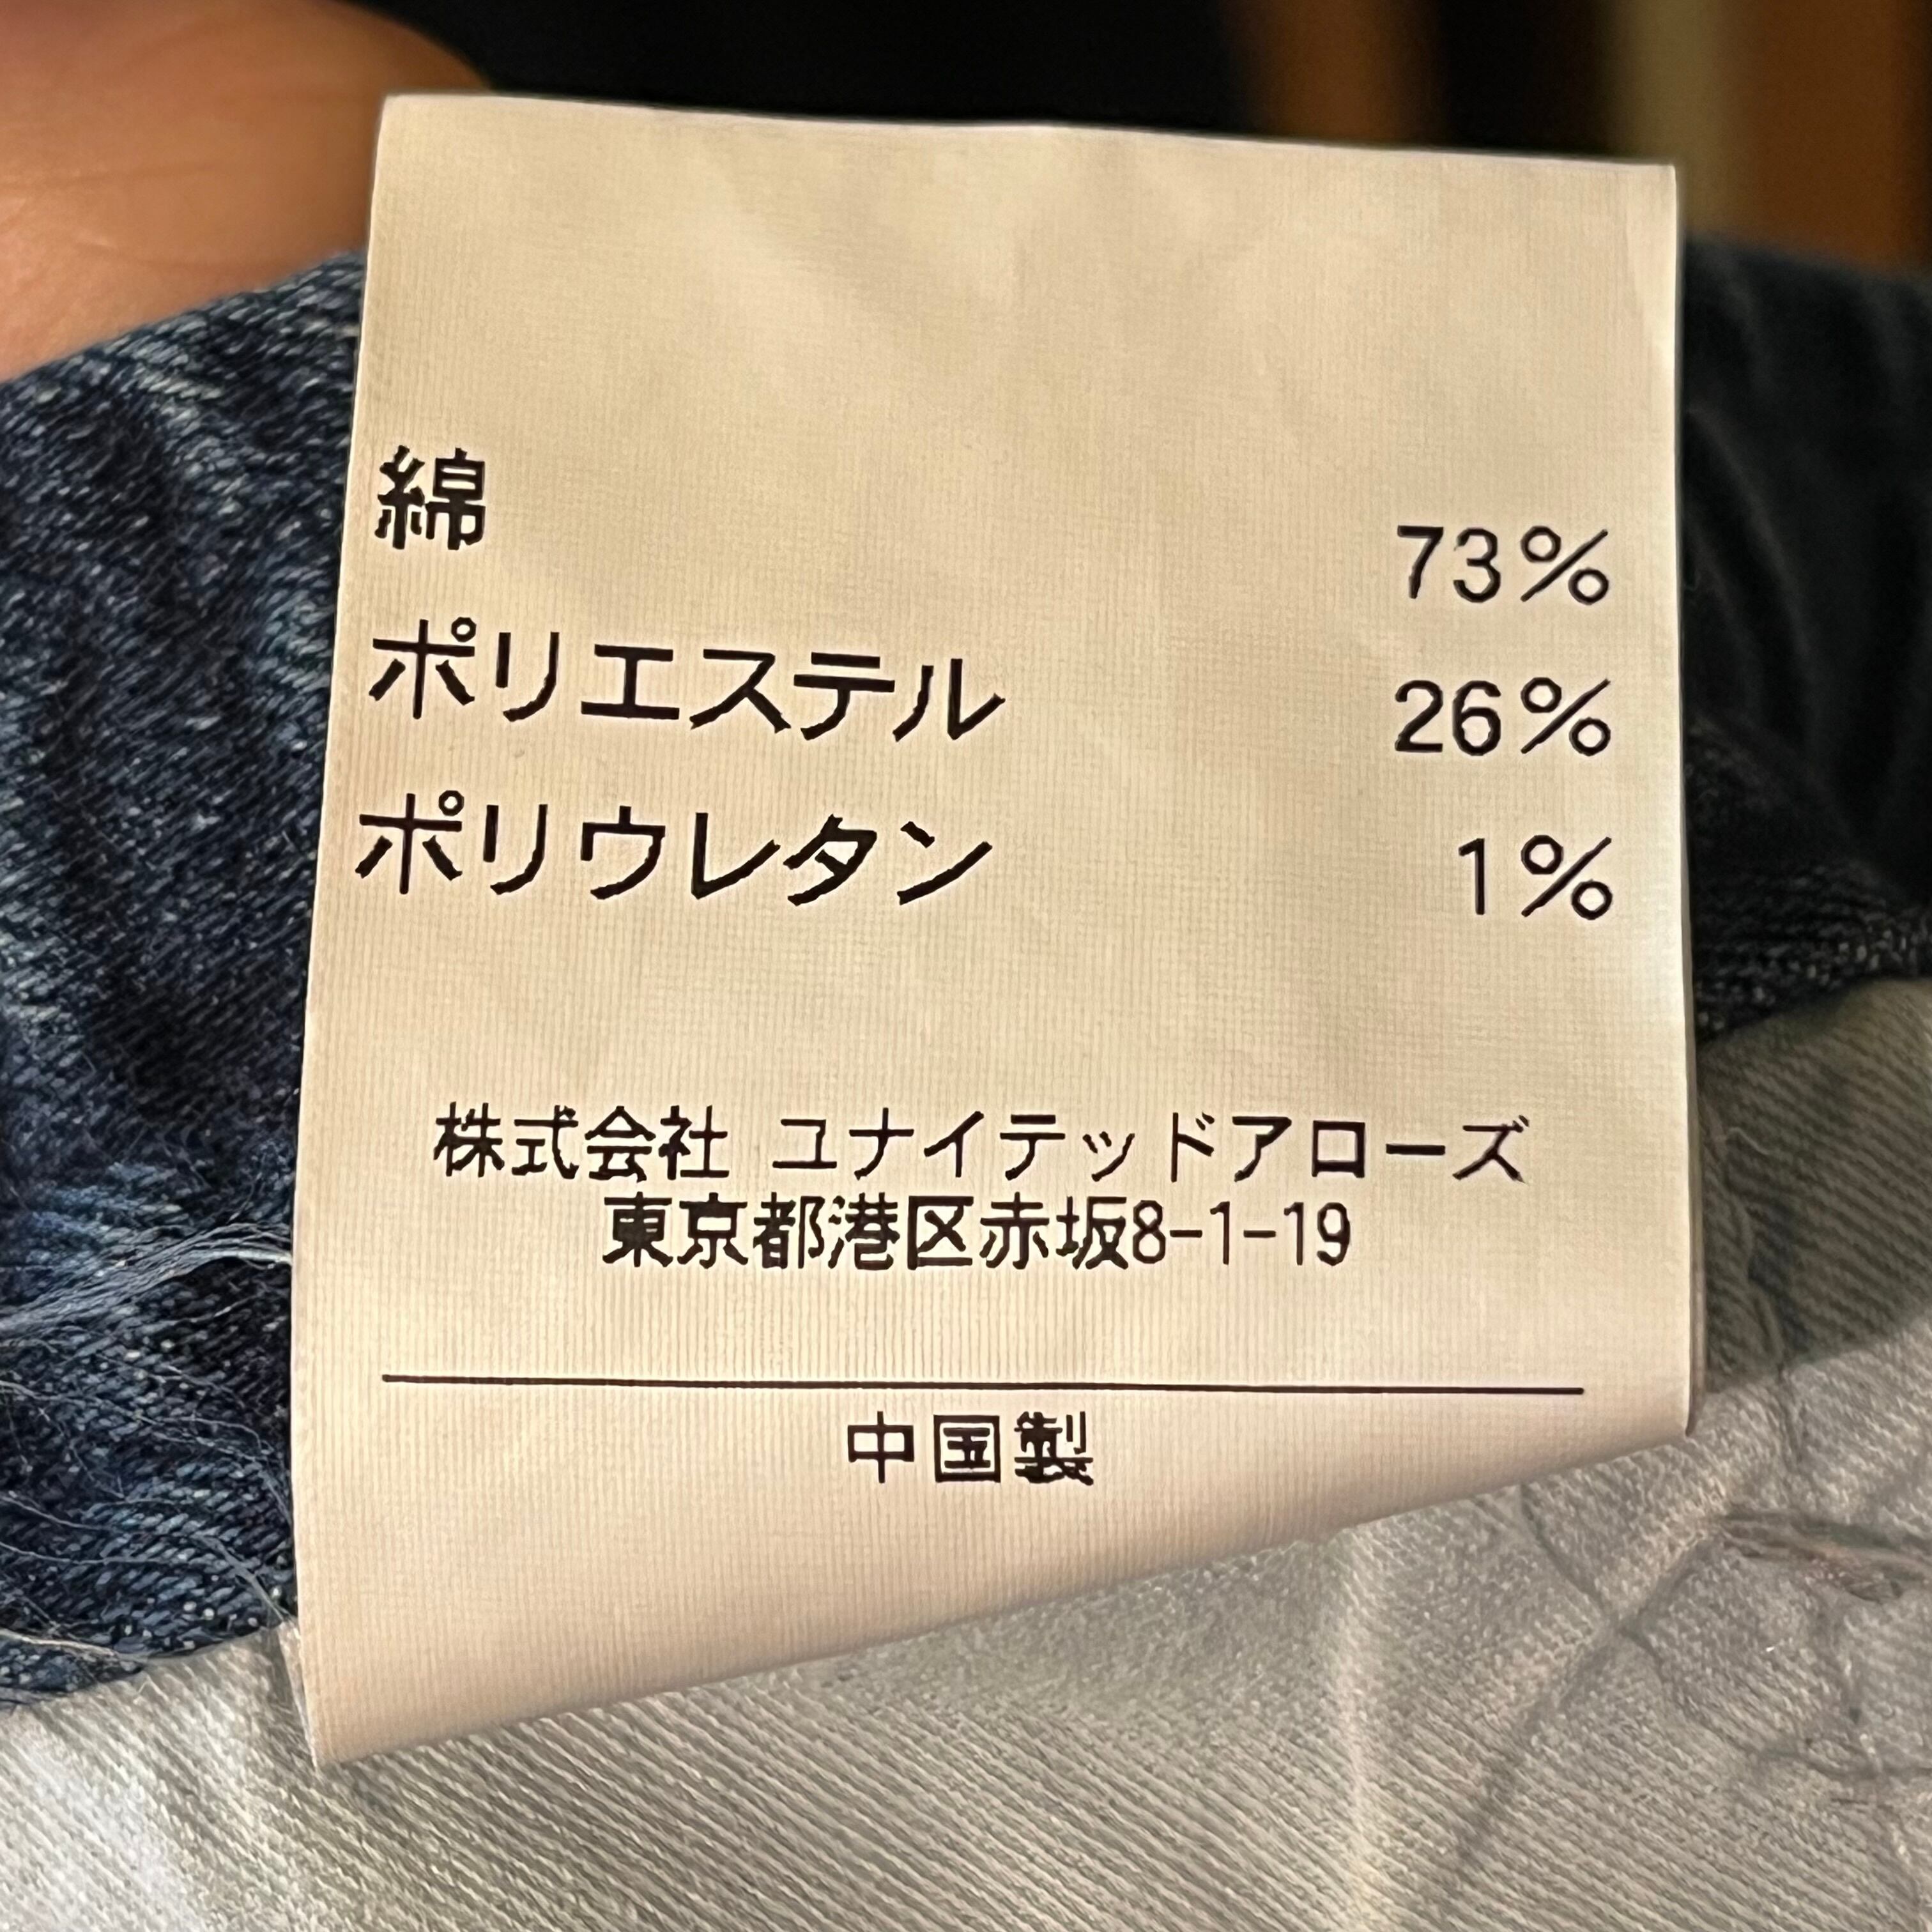 綿 73%
ポリエステル 26%
ポリウレタン 1%
株式会社 ユナイテッドアローズ
東京都港区赤坂8-1-19
中国製